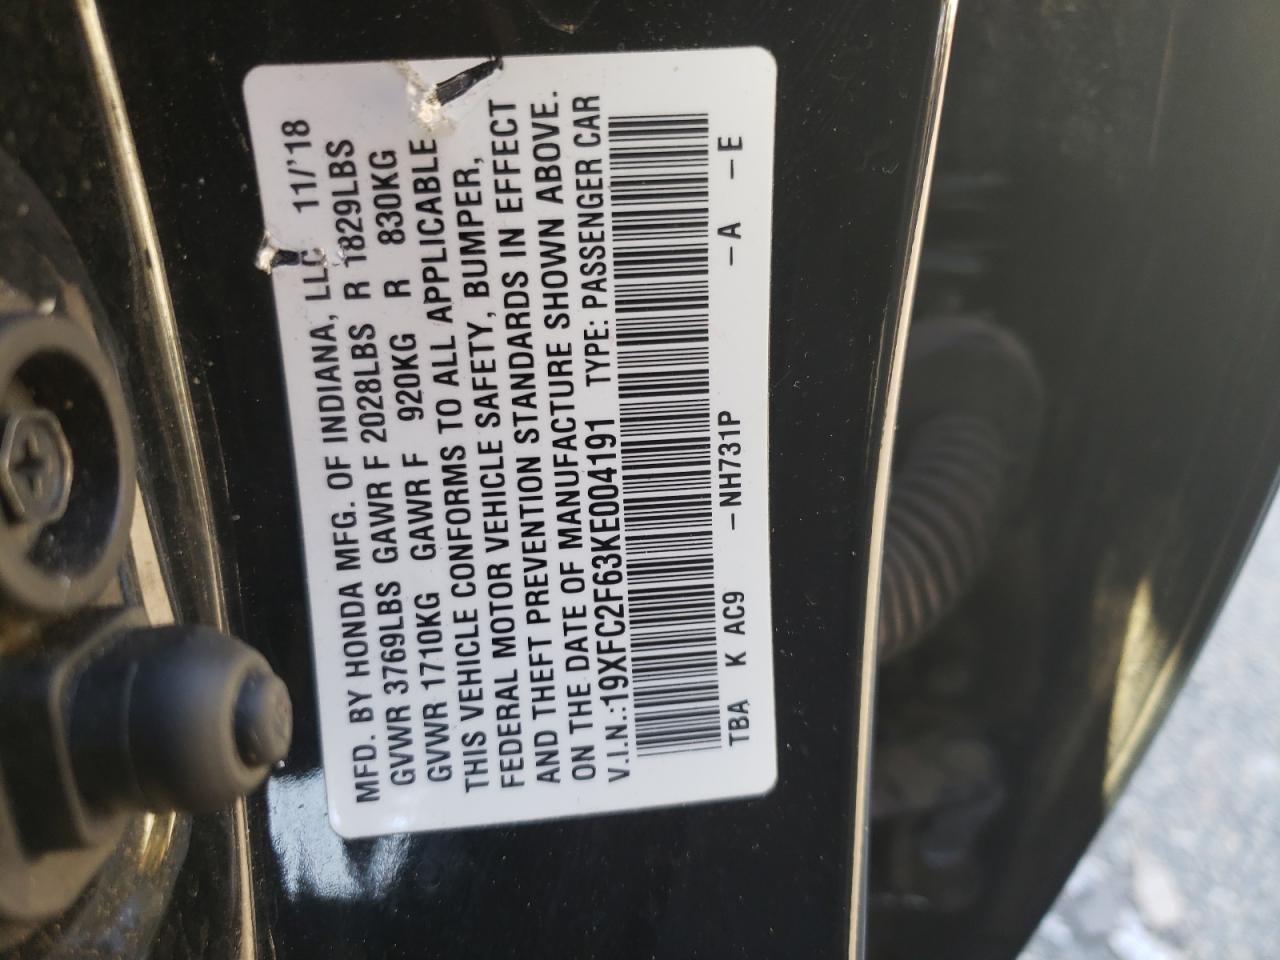 MFD. BY HONDA MFG. OF INDIANA, LLC 11/'18
GVWR 3769LBS GAWR F 2028LBS R 1829LBS
GVWR 1710KG GAWR F 920KG R 830KG
THIS VEHICLE CONFORMS TO ALL APPLICABLE
FEDERAL MOTOR VEHICLE SAFETY, BUMPER,
AND THEFT PREVENTION STANDARDS IN EFFECT
ON THE DATE OF MANUFACTURE SHOWN ABOVE.
V.I.N.:19XFC2F63KE004191 TYPE: PASSENGER CAR
TBA K AC9 –NH731P –A –E